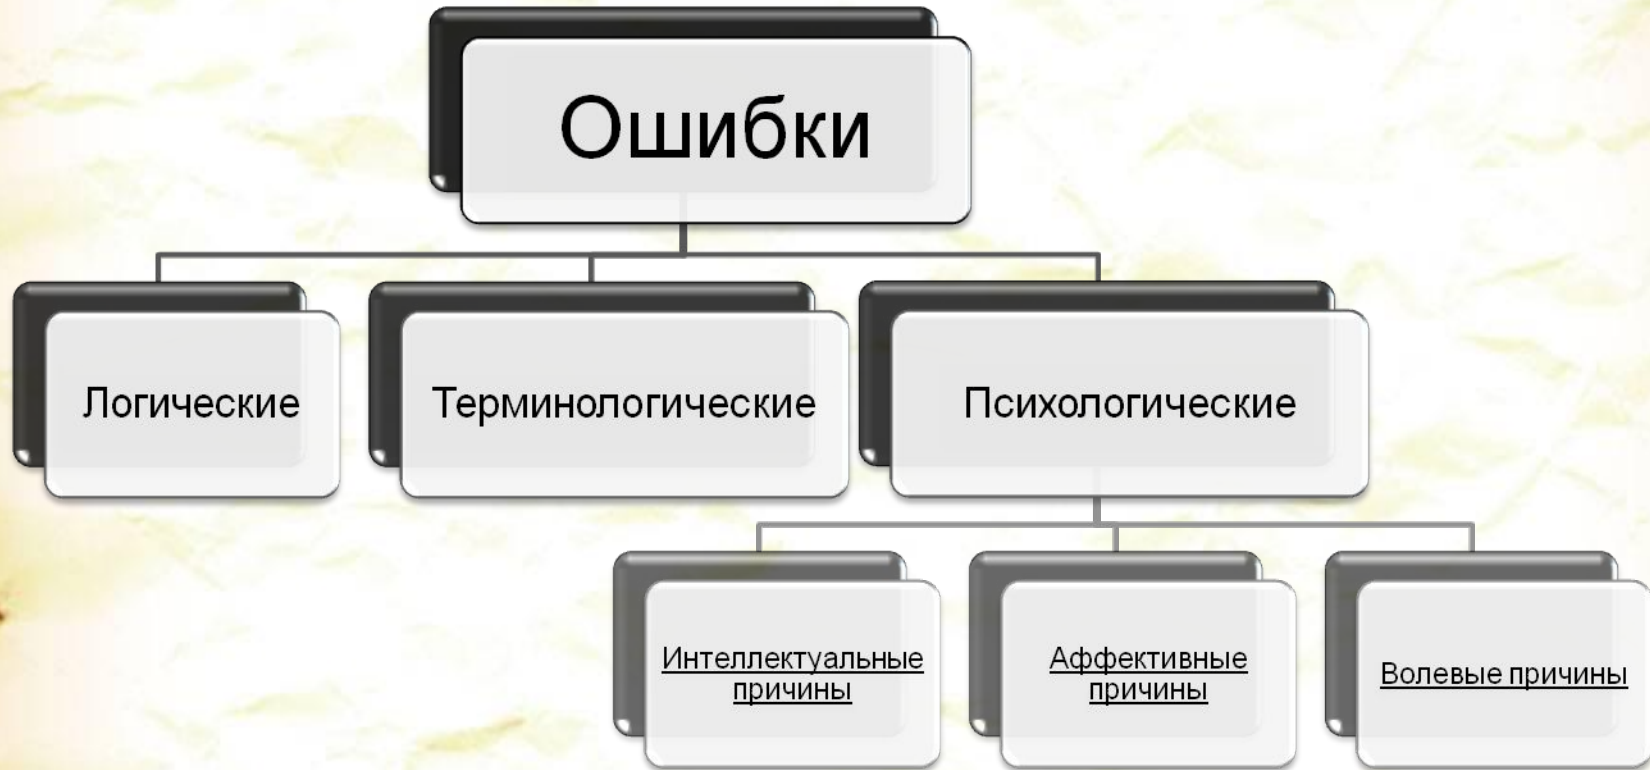 Ошибки
Логические
Терминологические
Психологические
Интеллектуальные
причины
Аффективные
причины
Волевые причины